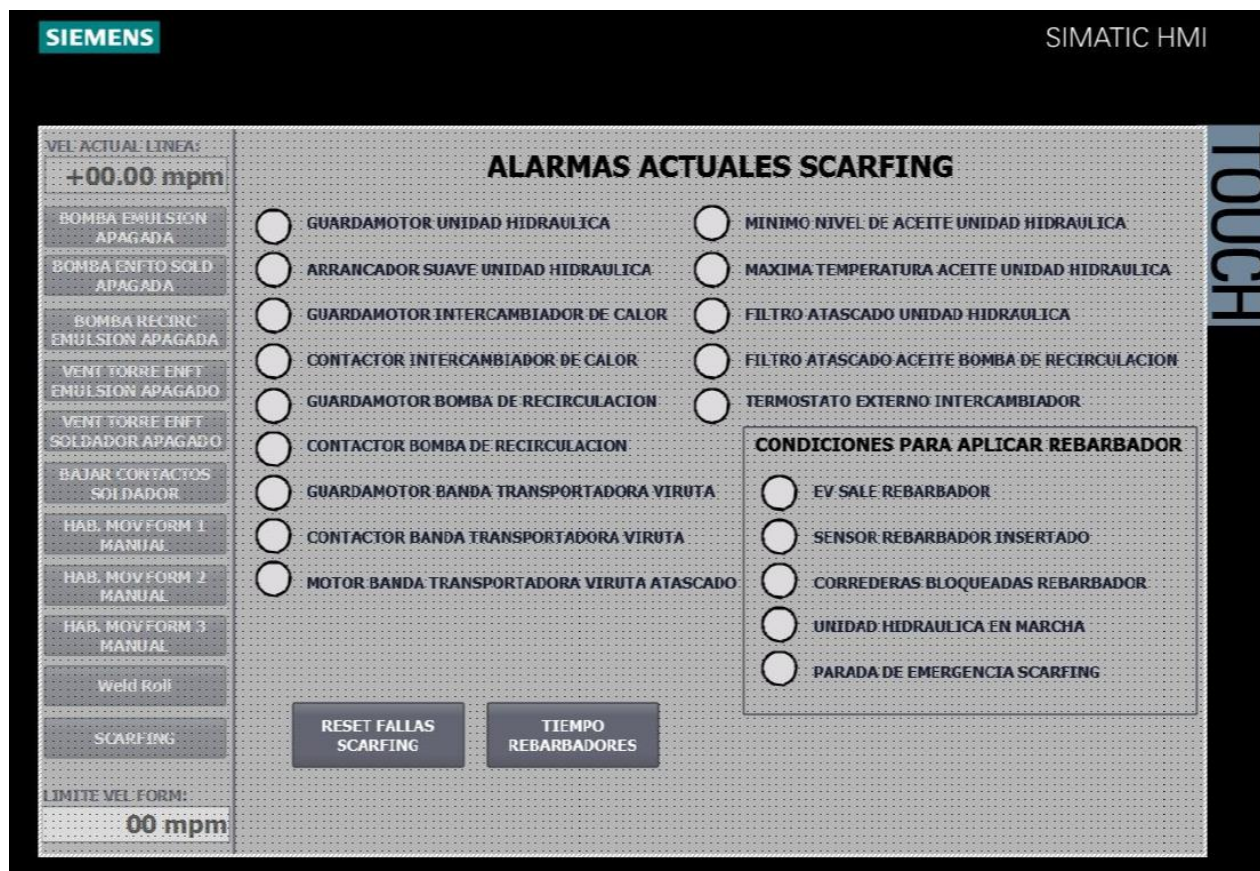 SIEMENS
SIMATIC HMI
TOUCH
VEL ACTUAL LINEA:
+00.00 mpm
BOMBA EMULSION
APAGADA
BOMBA ENFTO SOLD
APAGADA
BOMBA RECIRC
EMULSION APAGADA
VENT TORRE ENFT
EMULSION APAGADO
VENT TORRE ENFT
SOLDADOR APAGADO
BAJAR CONTACTOS
SOLDADOR
HAB. MOV FORM 1
MANUAL
HAB. MOV FORM 2
MANUAL
HAB. MOV FORM 3
MANUAL
Weld Roll
SCARFING
LIMITE VEL FORM:
00 mpm
ALARMAS ACTUALES SCARFING
GUARDAMOTOR UNIDAD HIDRAULICA
ARRANCADOR SUAVE UNIDAD HIDRAULICA
GUARDAMOTOR INTERCAMBIADOR DE CALOR
CONTACTOR INTERCAMBIADOR DE CALOR
GUARDAMOTOR BOMBA DE RECIRCULACION
CONTACTOR BOMBA DE RECIRCULACION
GUARDAMOTOR BANDA TRANSPORTADORA VIRUTA
CONTACTOR BANDA TRANSPORTADORA VIRUTA
MOTOR BANDA TRANSPORTADORA VIRUTA ATASCADO
MINIMO NIVEL DE ACEITE UNIDAD HIDRAULICA
MAXIMA TEMPERATURA ACEITE UNIDAD HIDRAULICA
FILTRO ATASCADO UNIDAD HIDRAULICA
FILTRO ATASCADO ACEITE BOMBA DE RECIRCULACION
TERMOSTATO EXTERNO INTERCAMBIADOR
CONDICIONES PARA APLICAR REBARBADOR
EV SALE REBARBADOR
SENSOR REBARBADOR INSERTADO
CORREDERAS BLOQUEADAS REBARBADOR
UNIDAD HIDRAULICA EN MARCHA
PARADA DE EMERGENCIA SCARFING
RESET FALLAS
SCARFING
TIEMPO
REBARBADORES